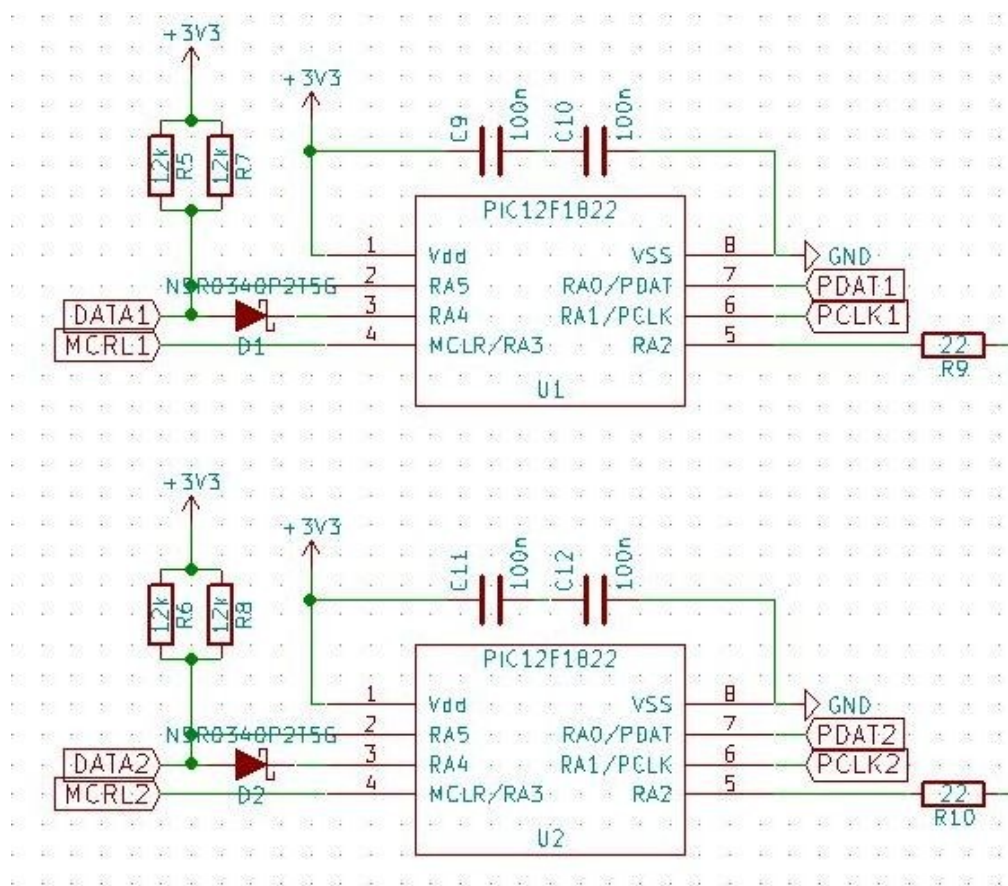 +3V3
+3V3
12k
R5
12k
R7
C9
100n
C10
100n
PIC12F1822
1
Vdd
VSS
8
GND
NSR0340P2T5G
2
RA5
RA0/PDAT
7
PDAT1
DATA1
3
RA4
RA1/PCLK
6
PCLK1
MCRL1
D1
4
MCLR/RA3
RA2
5
22
R9
U1
+3V3
+3V3
12k
R6
12k
R8
C11
100n
C12
100n
PIC12F1822
1
Vdd
VSS
8
GND
NSR0340P2T5G
2
RA5
RA0/PDAT
7
PDAT2
DATA2
3
RA4
RA1/PCLK
6
PCLK2
MCRL2
D2
4
MCLR/RA3
RA2
5
22
R10
U2